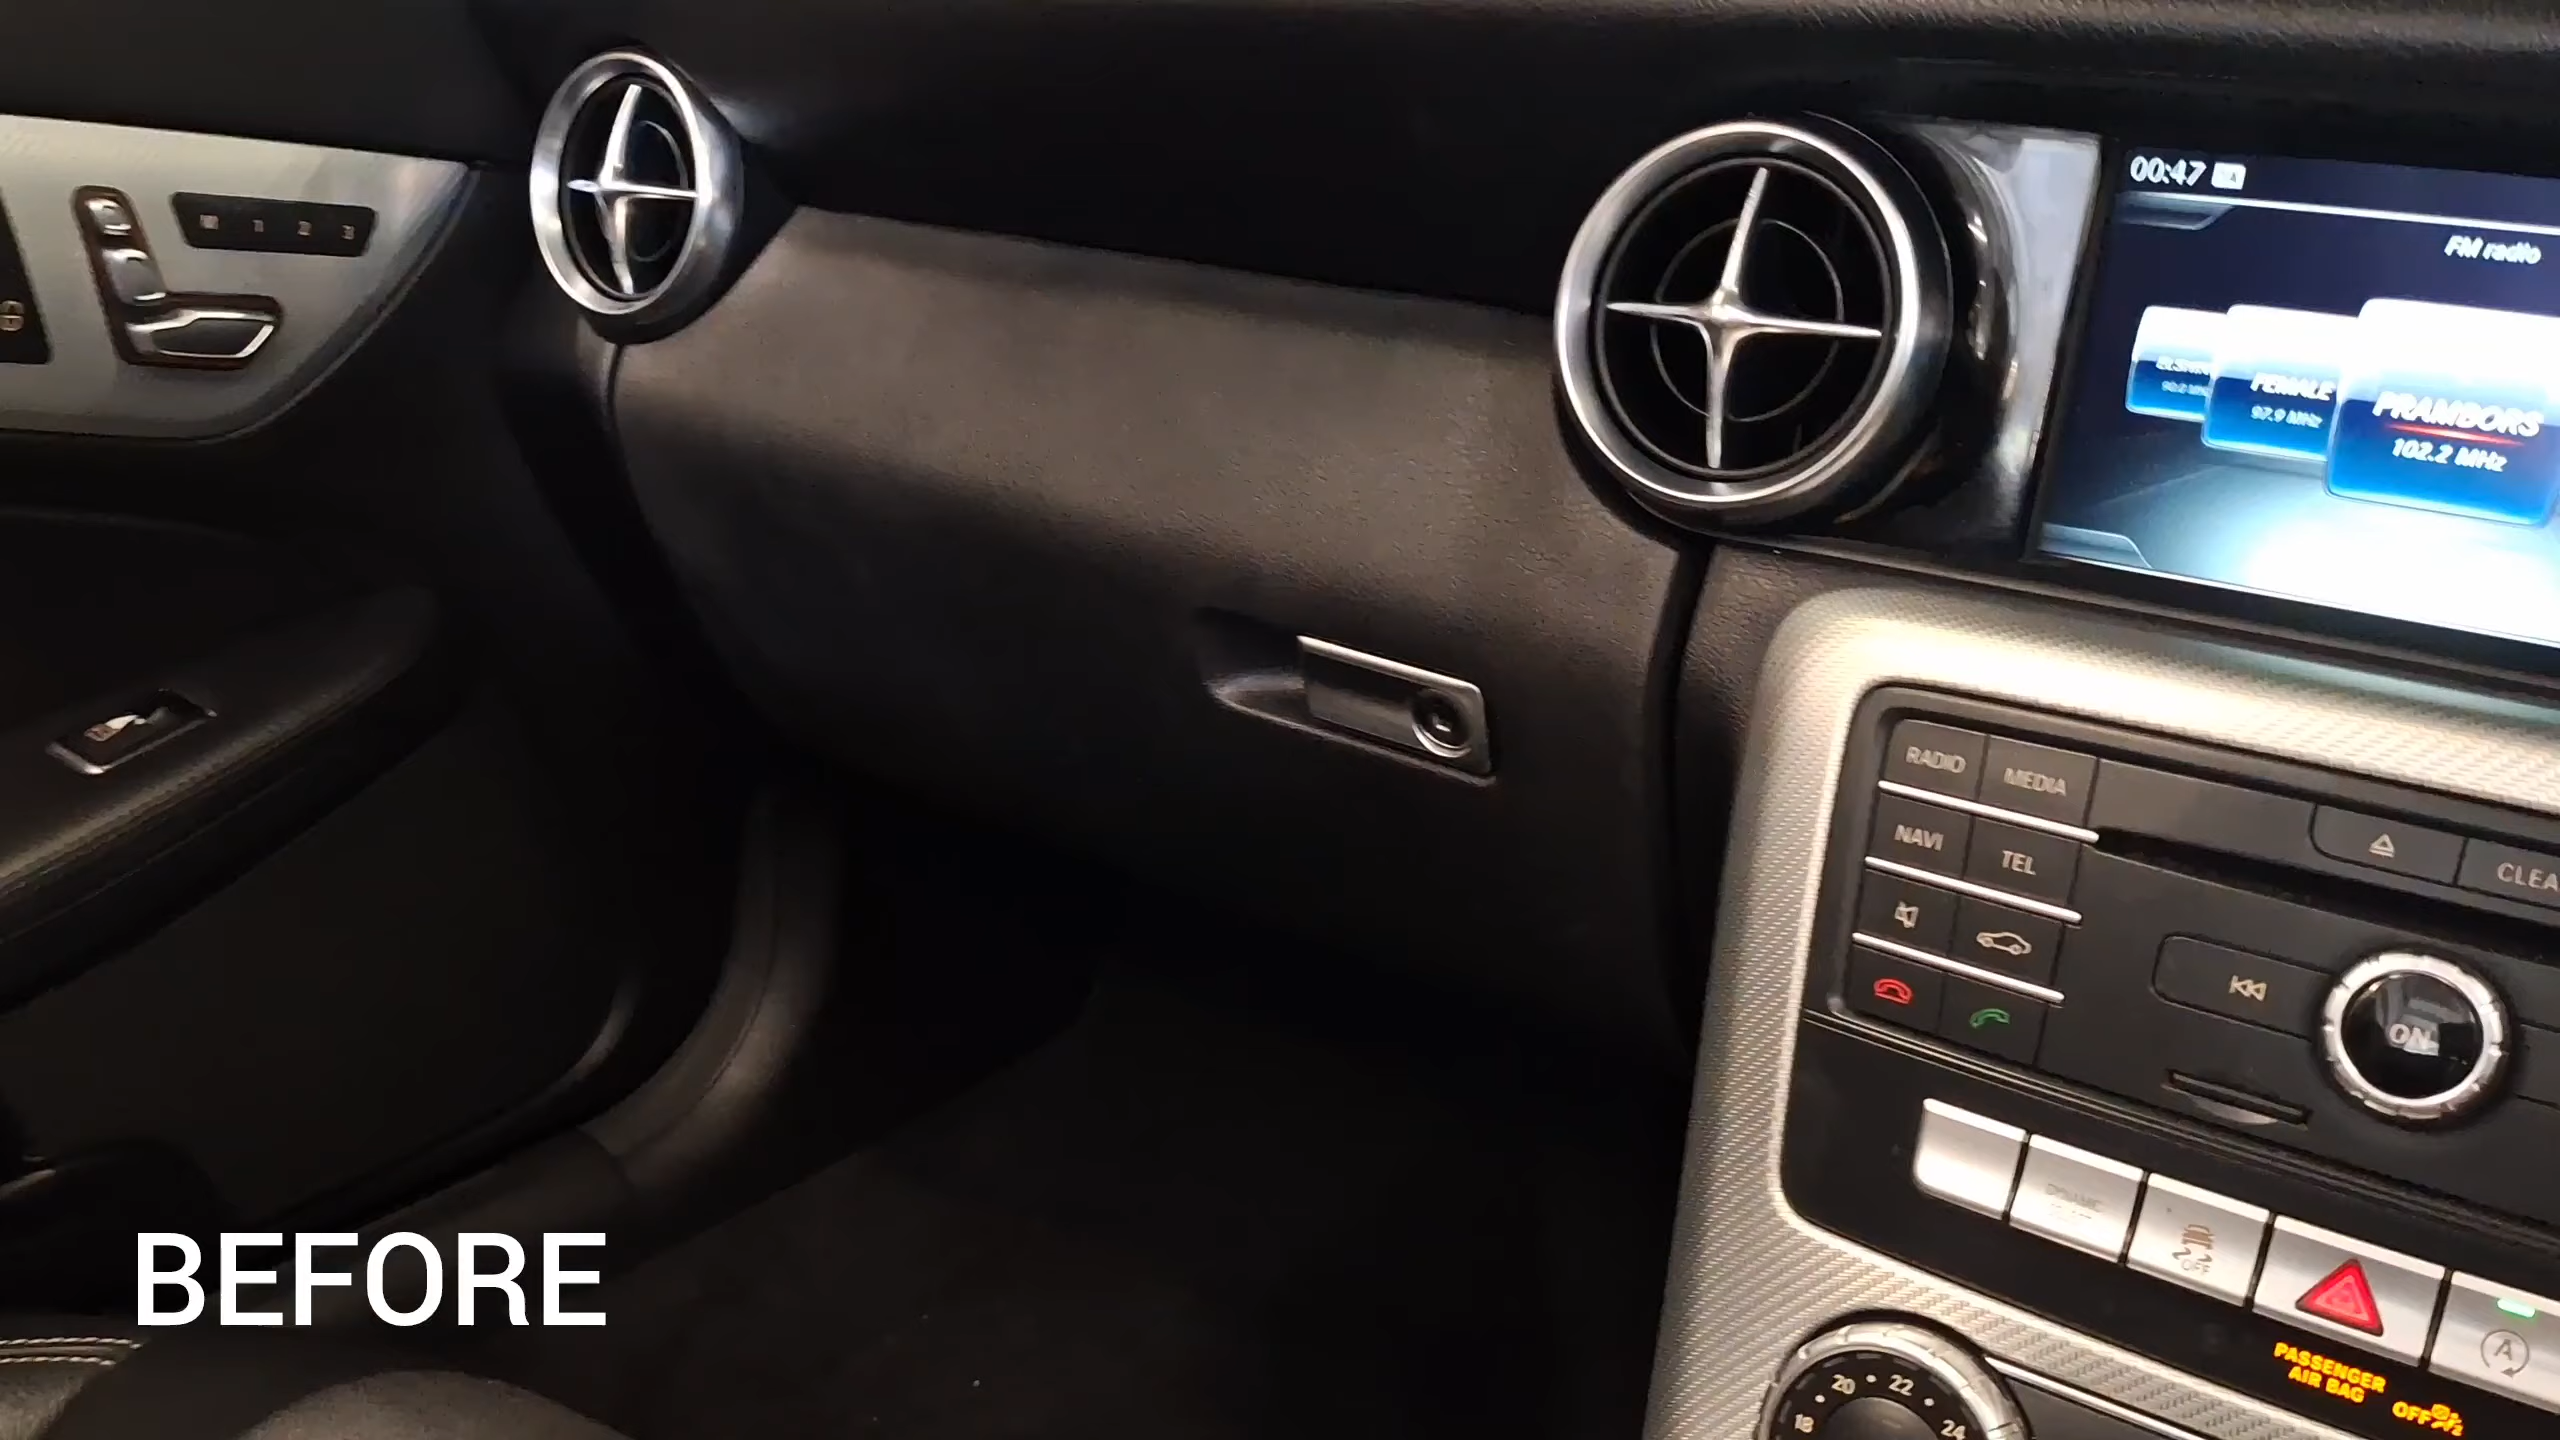 00:47
FM radio
FEMALE
97.9 MHz
PRAMBORS
102.2 MHz
1 2 3
RADIO MEDIA
NAVI TEL
CLEA
ON
OFF
PASSENGER
AIR BAG OFF
A
20 22
18 24
BEFORE